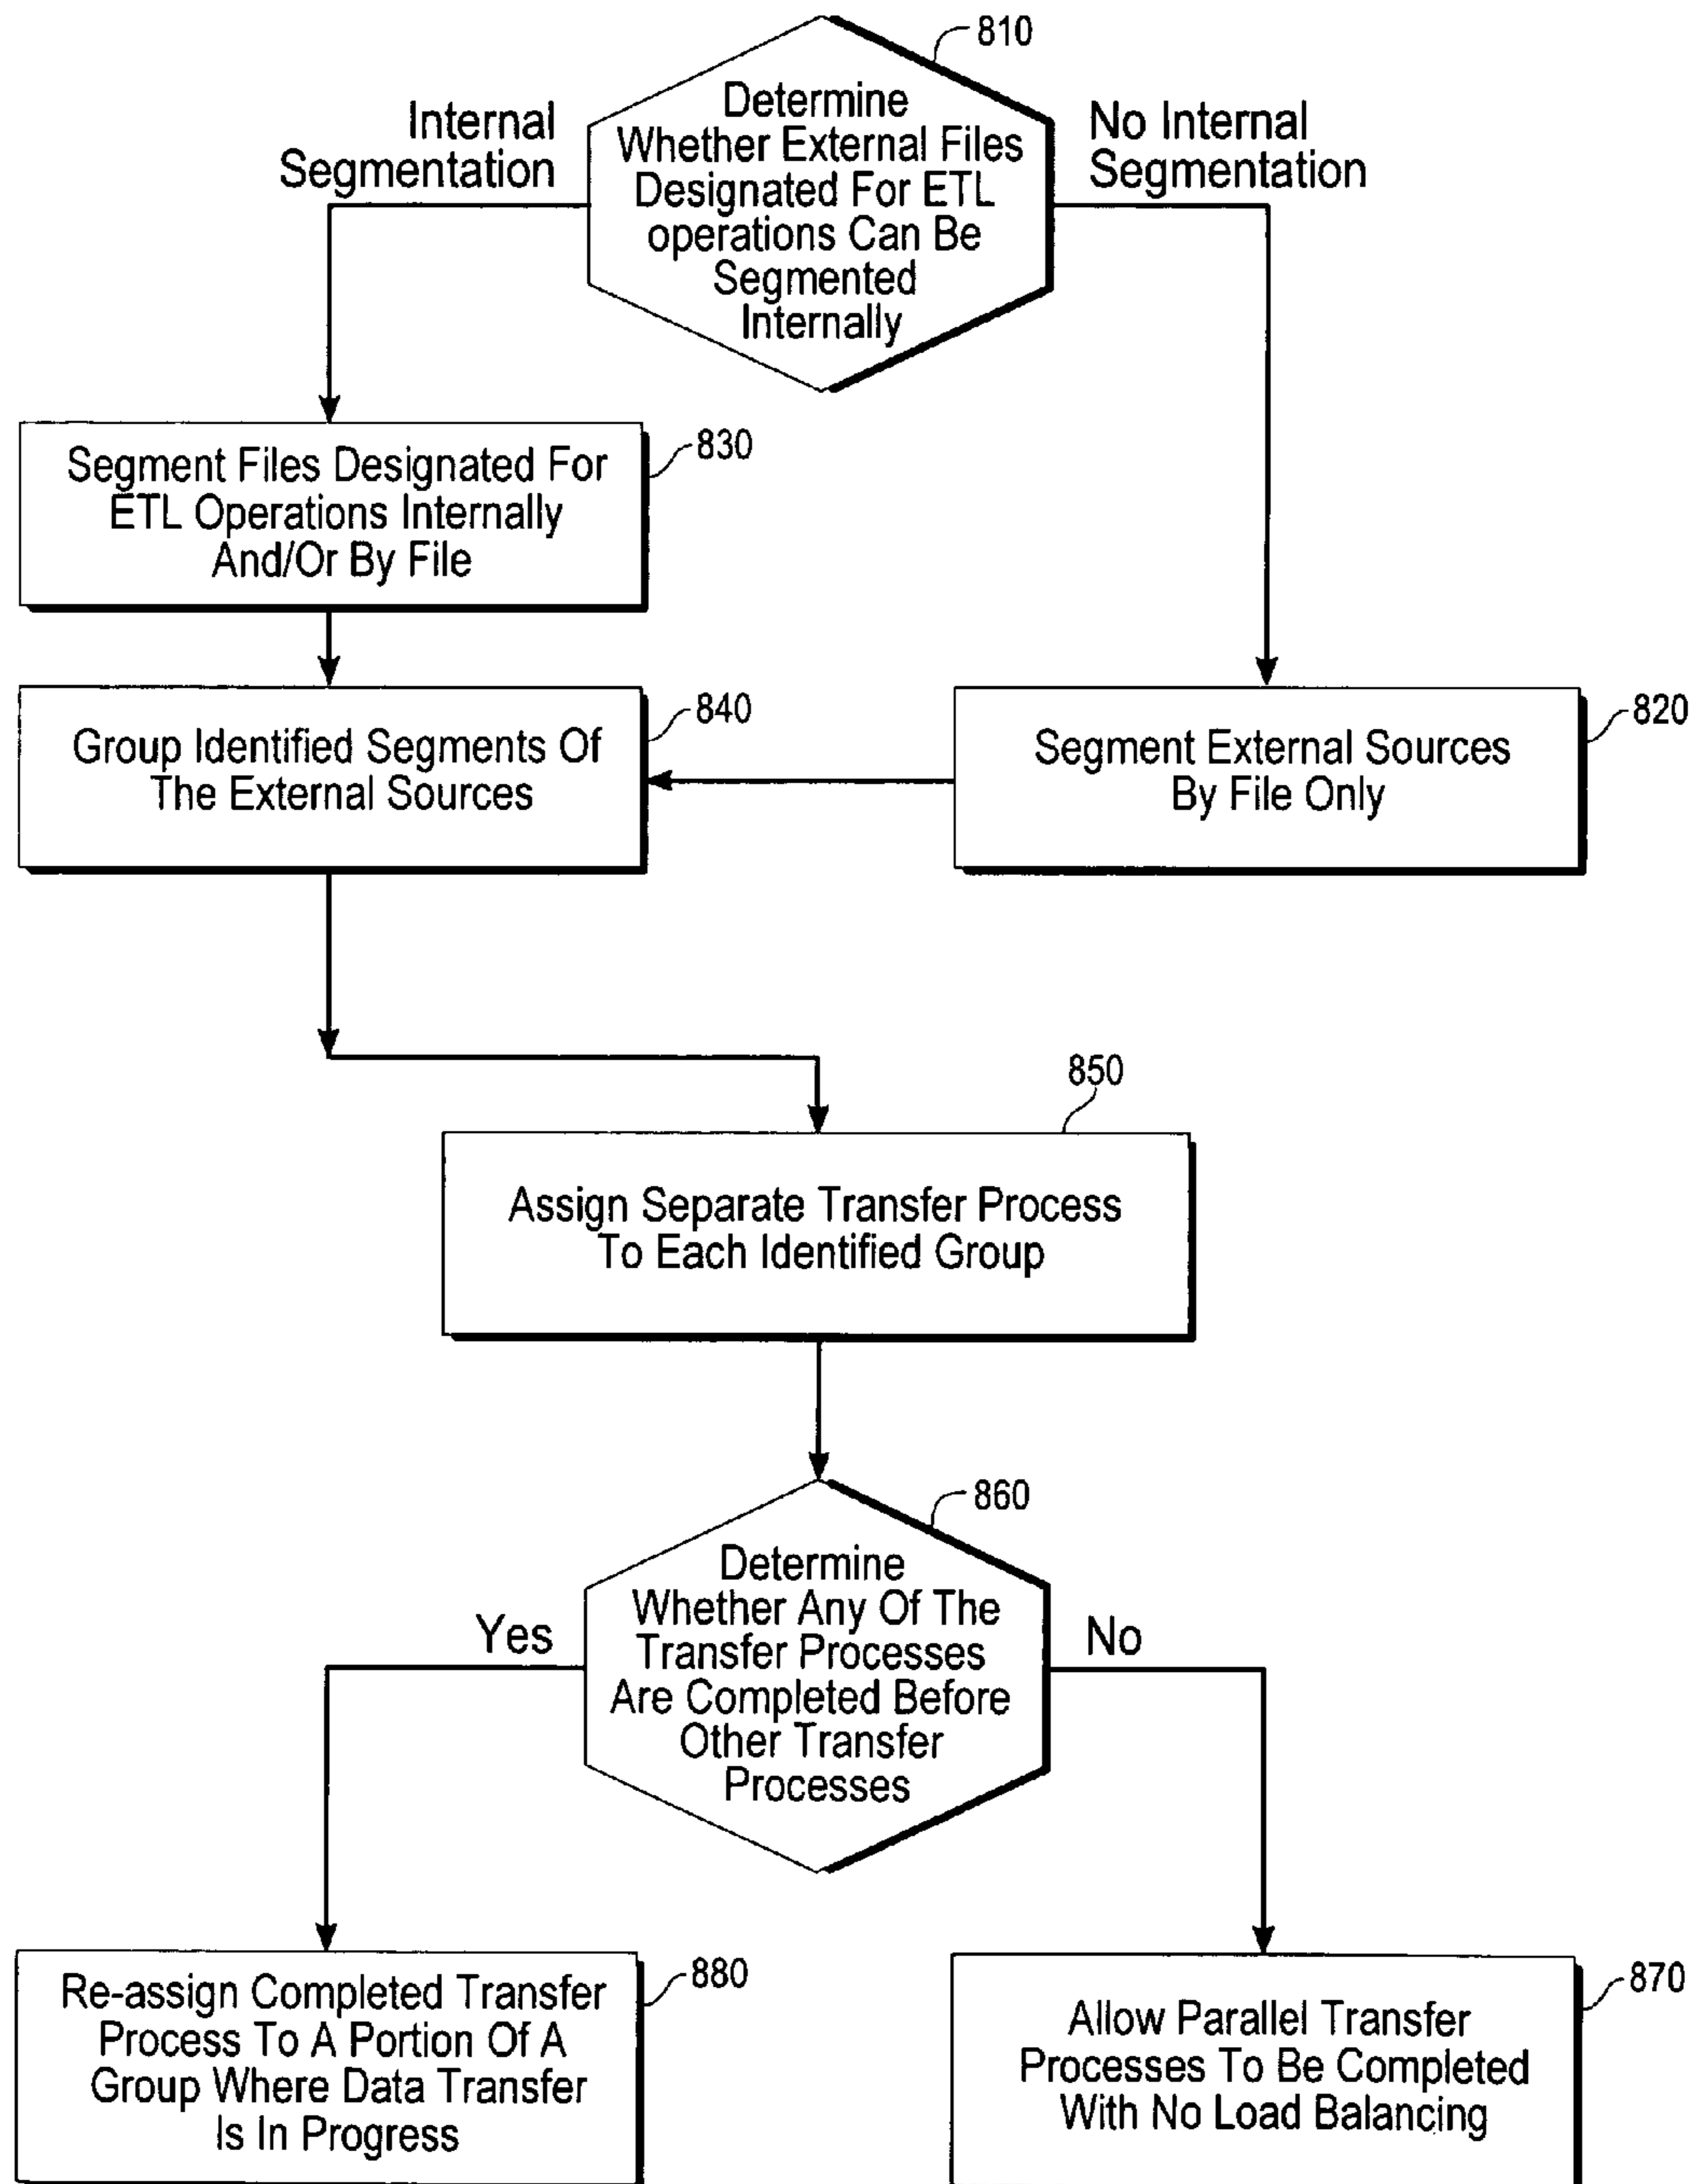 810
Determine
Whether External Files
Designated For ETL
operations Can Be
Segmented
Internally
Internal
Segmentation
No Internal
Segmentation
830
Segment Files Designated For
ETL Operations Internally
And/Or By File
840
Group Identified Segments Of
The External Sources
820
Segment External Sources
By File Only
850
Assign Separate Transfer Process
To Each Identified Group
860
Determine
Whether Any Of The
Transfer Processes
Are Completed Before
Other Transfer
Processes
Yes
No
880
Re-assign Completed Transfer
Process To A Portion Of A
Group Where Data Transfer
Is In Progress
870
Allow Parallel Transfer
Processes To Be Completed
With No Load Balancing